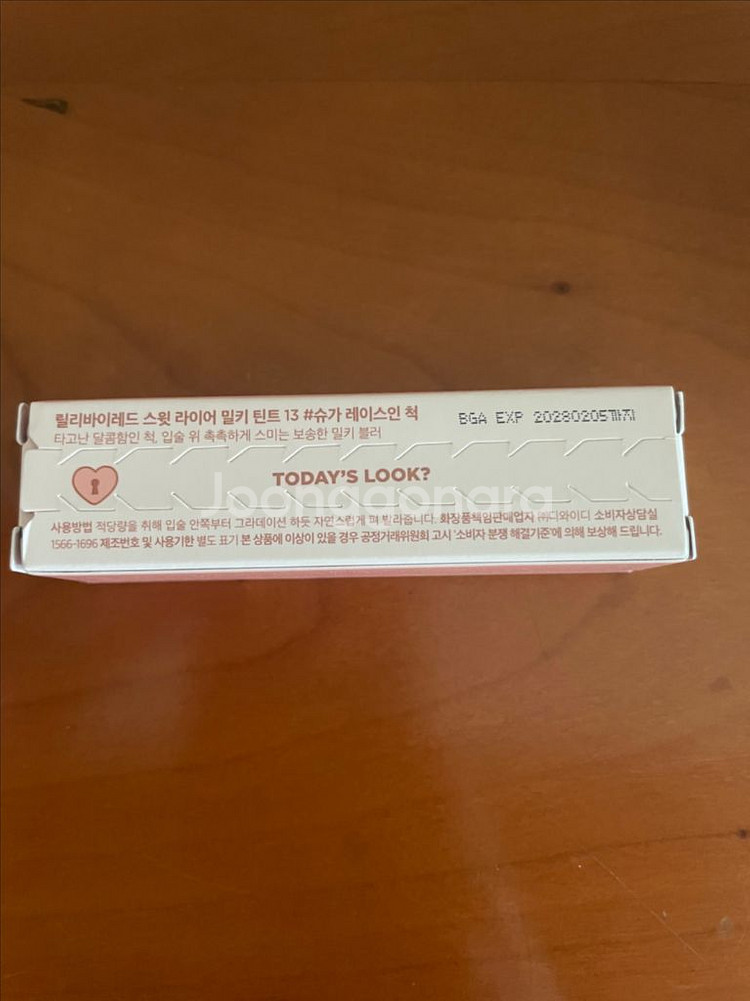 릴리바이레드 스윗 라이어 밀키 틴트 13 #슈가 레이스인 척
BGA EXP 20280205까지
타고난 달콤함인 척, 입술 위 촉촉하게 스미는 보송한 밀키 블러
TODAY'S LOOK?
Joonggonara
사용방법 적당량을 취해 입술 안쪽부터 그라데이션 하듯 자연스럽게 펴 발라줍니다. 화장품책임판매업자 ㈜디와이디 소비자상담실
1566-1696 제조번호 및 사용기한 별도 표기 본 상품에 이상이 있을 경우 공정거래위원회 고시 '소비자 분쟁 해결기준'에 의해 보상해 드립니다.